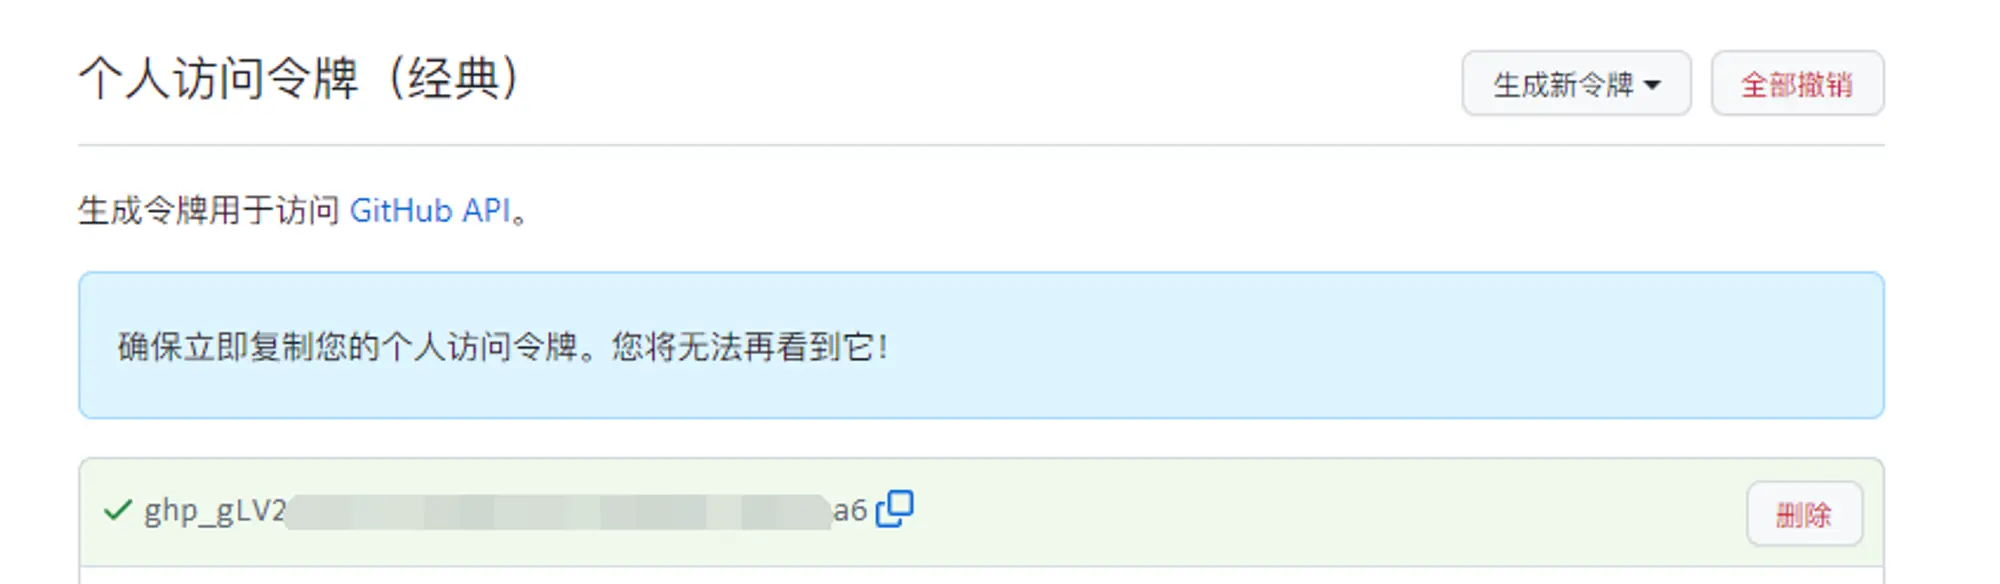 个人访问令牌（经典）
生成新令牌
全部撤销
生成令牌用于访问 GitHub API。
确保立即复制您的个人访问令牌。您将无法再看到它！
ghp_gLV2 a6
删除